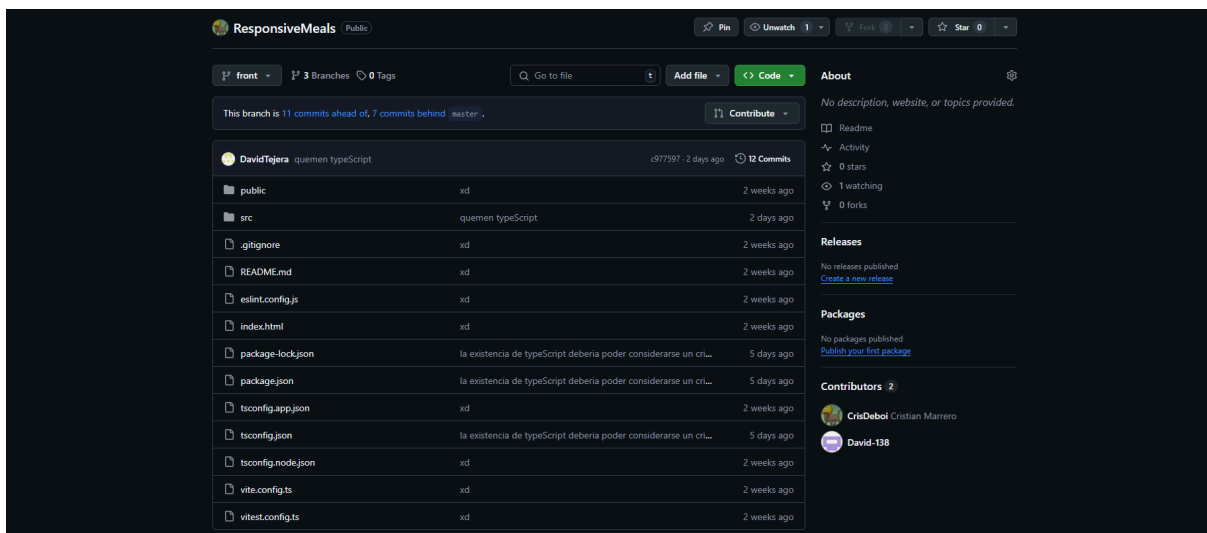 ResponsiveMeals Public
Pin Unwatch 1 Fork 0 Star 0
front 3 Branches 0 Tags Go to file t Add file Code
This branch is 11 commits ahead of, 7 commits behind master .
Contribute
DavidTejera quemen typeScript c977597 · 2 days ago 12 Commits
public xd 2 weeks ago
src quemen typeScript 2 days ago
.gitignore xd 2 weeks ago
README.md xd 2 weeks ago
eslint.config.js xd 2 weeks ago
index.html xd 2 weeks ago
package-lock.json la existencia de typeScript deberia poder considerarse un cri... 5 days ago
package.json la existencia de typeScript deberia poder considerarse un cri... 5 days ago
tsconfig.app.json xd 2 weeks ago
tsconfig.json la existencia de typeScript deberia poder considerarse un cri... 5 days ago
tsconfig.node.json xd 2 weeks ago
vite.config.ts xd 2 weeks ago
vitest.config.ts xd 2 weeks ago
About
No description, website, or topics provided.
Readme
Activity
0 stars
1 watching
0 forks
Releases
No releases published
Create a new release
Packages
No packages published
Publish your first package
Contributors 2
CrisDeboi Cristian Marrero
David-138